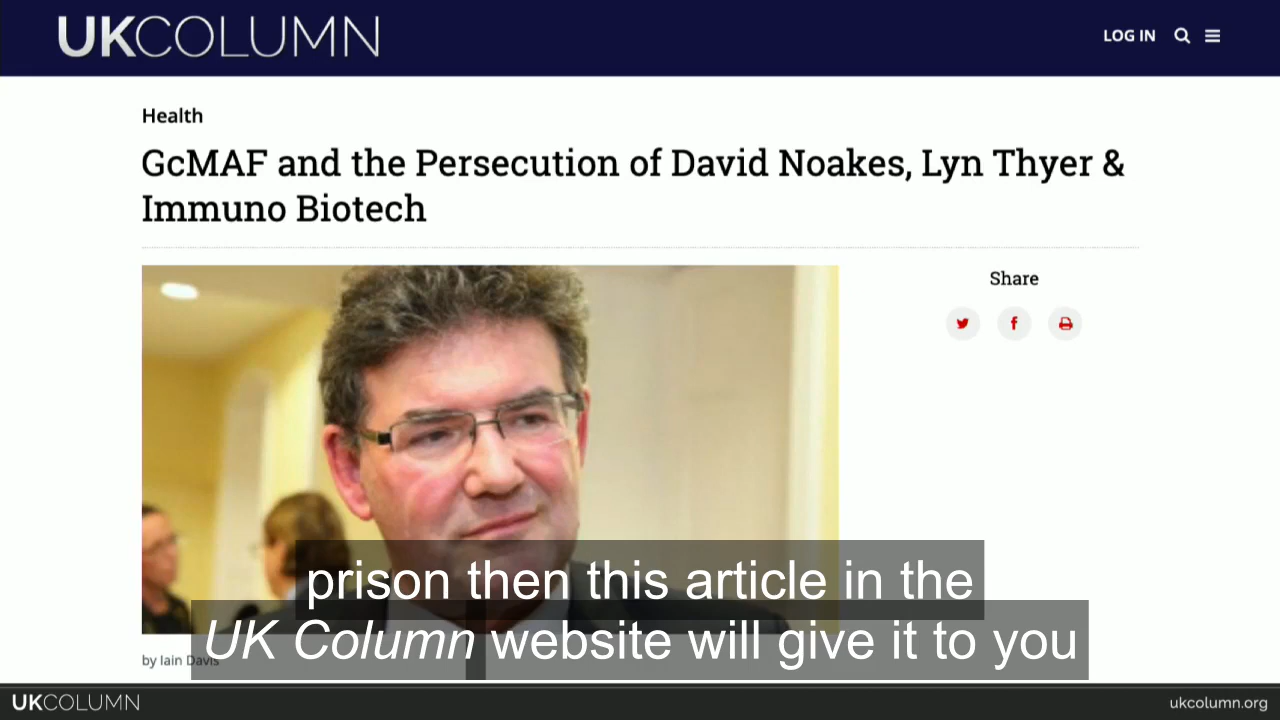 UKCOLUMN
LOG IN
Health
GcMAF and the Persecution of David Noakes, Lyn Thyer &
Immuno Biotech
Share
prison then this article in the
UK Column website will give it to you
by Iain Davis
UKCOLUMN
ukcolumn.org